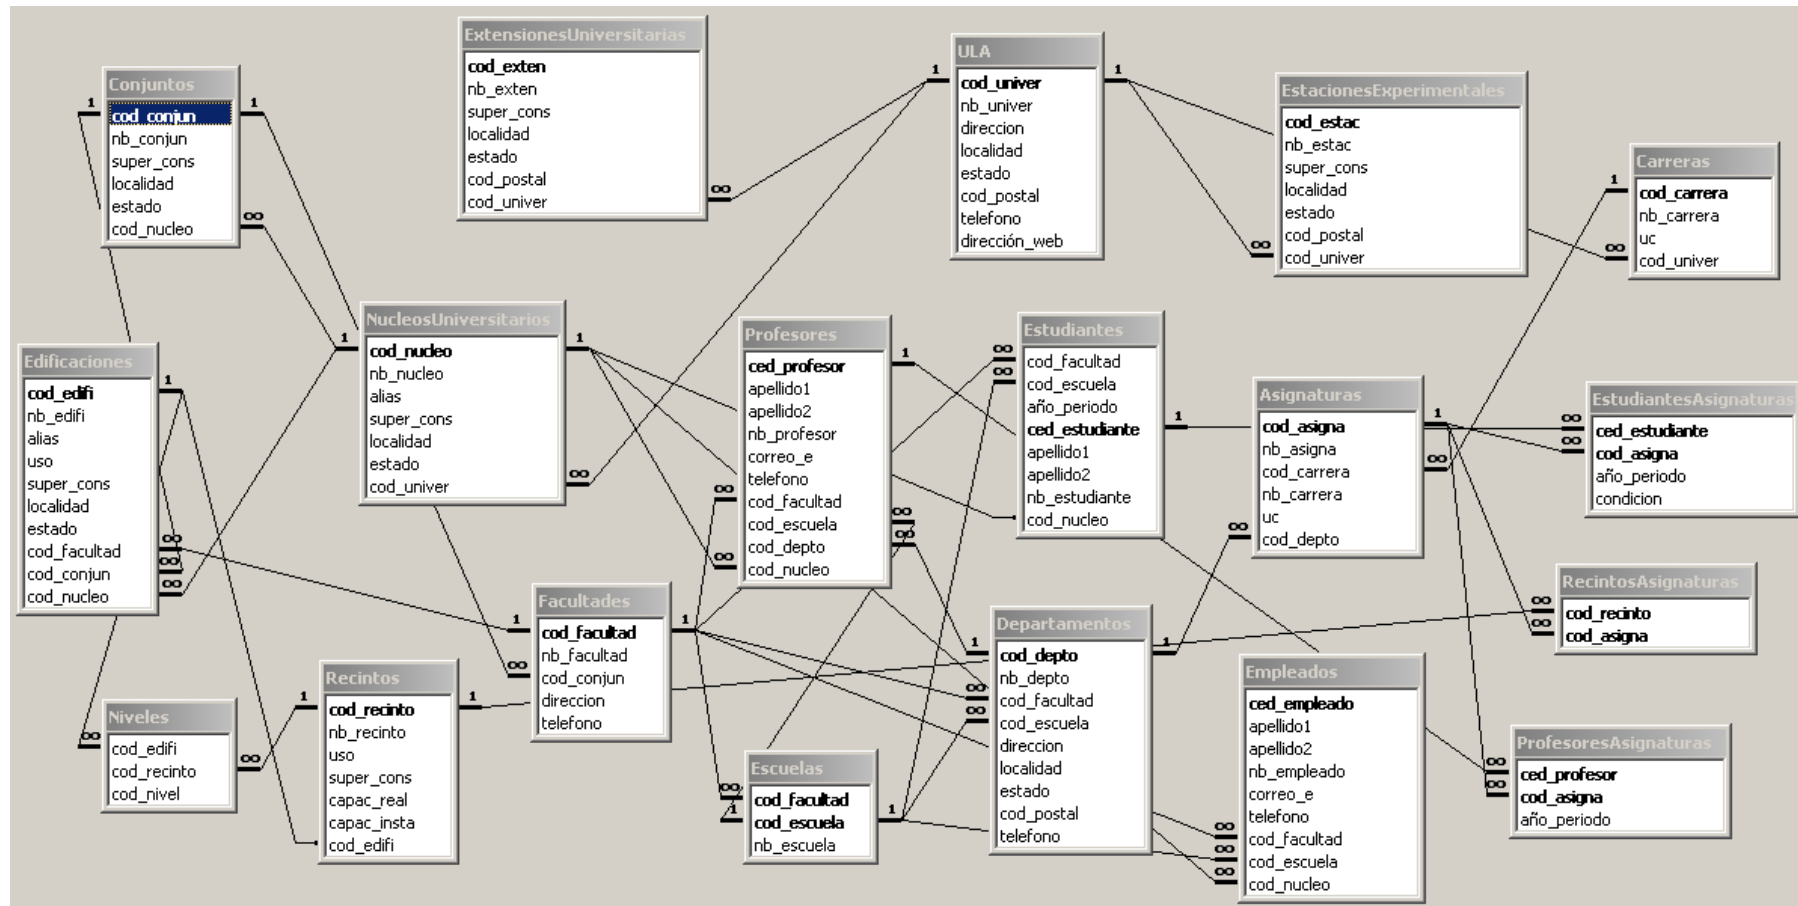 ExtensionesUniversitarias
cod_exten
nb_exten
super_cons
localidad
estado
cod_postal
cod_univer
ULA
cod_univer
nb_univer
direccion
localidad
estado
cod_postal
telefono
dirección_web
Conjuntos
cod_conjun
nb_conjun
super_cons
localidad
estado
cod_nucleo
EstacionesExperimentales
cod_estac
nb_estac
super_cons
localidad
estado
cod_postal
cod_univer
Carreras
cod_carrera
nb_carrera
uc
cod_univer
NucleosUniversitarios
cod_nucleo
nb_nucleo
alias
super_cons
localidad
estado
cod_univer
Profesores
ced_profesor
apellido1
apellido2
nb_profesor
correo_e
telefono
cod_facultad
cod_escuela
cod_depto
cod_nucleo
Estudiantes
cod_facultad
cod_escuela
año_periodo
ced_estudiante
apellido1
apellido2
nb_estudiante
cod_nucleo
Edificaciones
cod_edifi
nb_edifi
alias
uso
super_cons
localidad
estado
cod_facultad
cod_conjun
cod_nucleo
Asignaturas
cod_asigna
nb_asigna
cod_carrera
nb_carrera
uc
cod_depto
EstudiantesAsignaturas
ced_estudiante
cod_asigna
año_periodo
condicion
RecintosAsignaturas
cod_recinto
cod_asigna
Facultades
cod_facultad
nb_facultad
cod_conjun
direccion
telefono
Departamentos
cod_depto
nb_depto
cod_facultad
cod_escuela
direccion
localidad
estado
cod_postal
telefono
Empleados
ced_empleado
apellido1
apellido2
nb_empleado
correo_e
telefono
cod_facultad
cod_escuela
cod_nucleo
Recintos
cod_recinto
nb_recinto
uso
super_cons
capac_real
capac_insta
cod_edifi
Niveles
cod_edifi
cod_recinto
cod_nivel
Escuelas
cod_facultad
cod_escuela
nb_escuela
ProfesoresAsignaturas
ced_profesor
cod_asigna
año_periodo